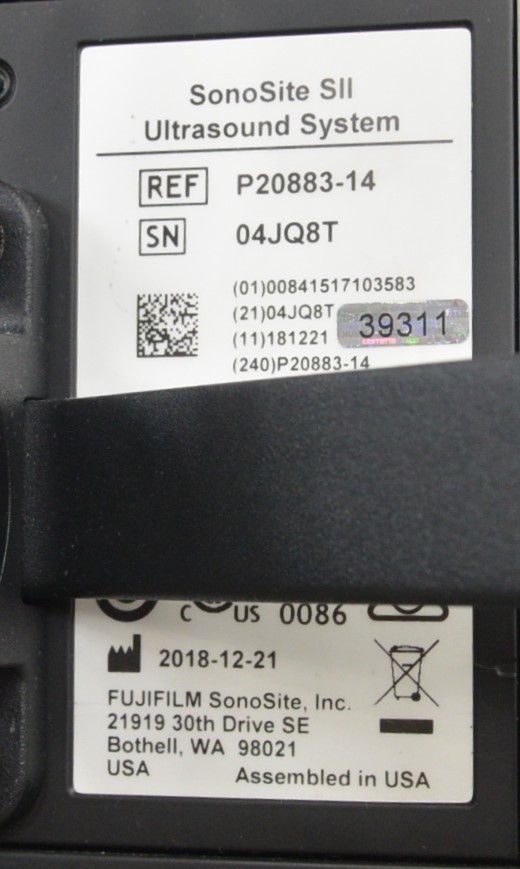 SonoSite SII
Ultrasound System
REF P20883-14
SN 04JQ8T
(01)00841517103583
(21)04JQ8T
39311
(11)181221
(240)P20883-14
C US 0086
2018-12-21
FUJIFILM SonoSite, Inc.
21919 30th Drive SE
Bothell, WA 98021
USA Assembled in USA